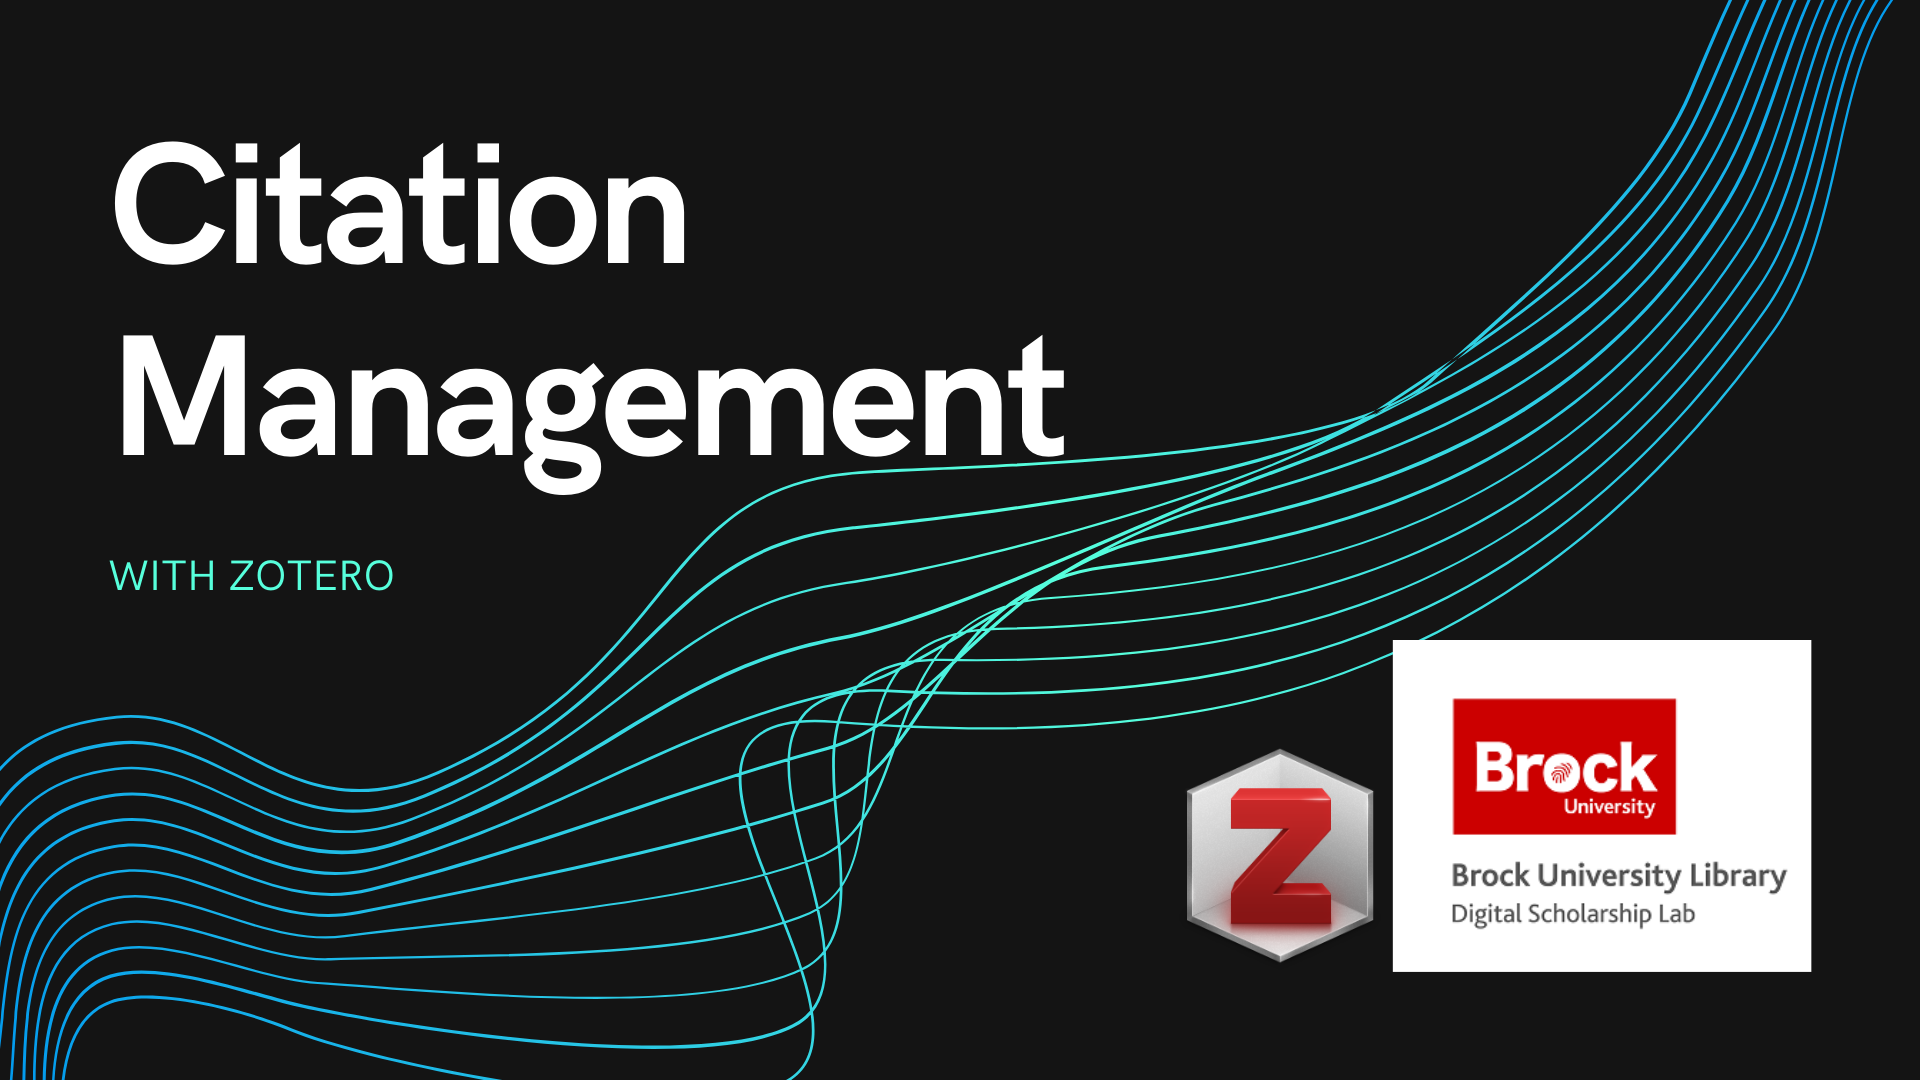 Citation
Management
WITH ZOTERO
Z
Brock
University
Brock University Library
Digital Scholarship Lab